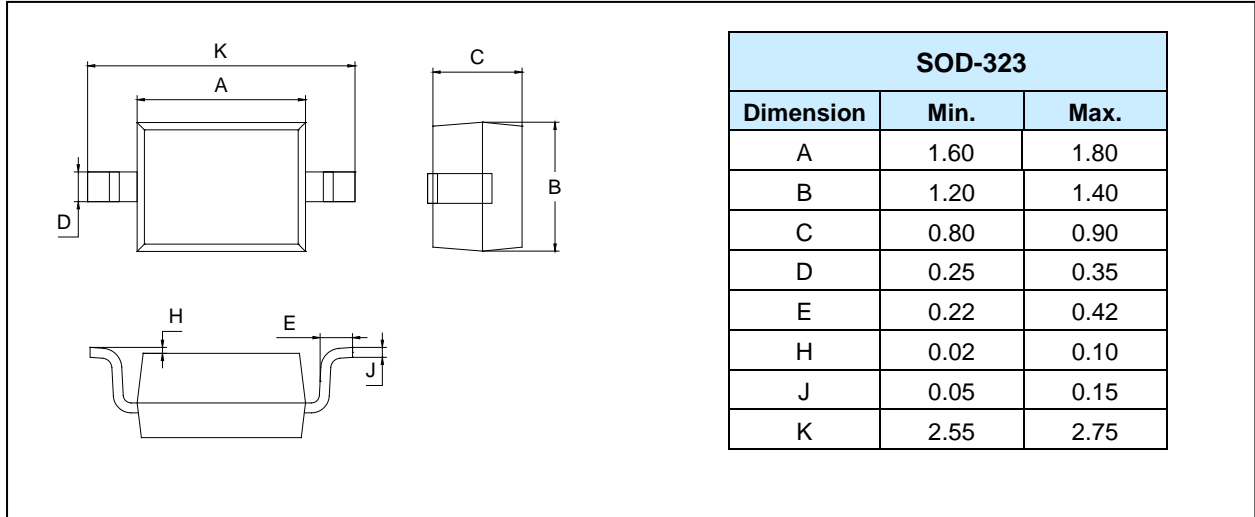 K
A
C
D
B
H
E
J
SOD-323
Dimension Min. Max.
A 1.60 1.80
B 1.20 1.40
C 0.80 0.90
D 0.25 0.35
E 0.22 0.42
H 0.02 0.10
J 0.05 0.15
K 2.55 2.75